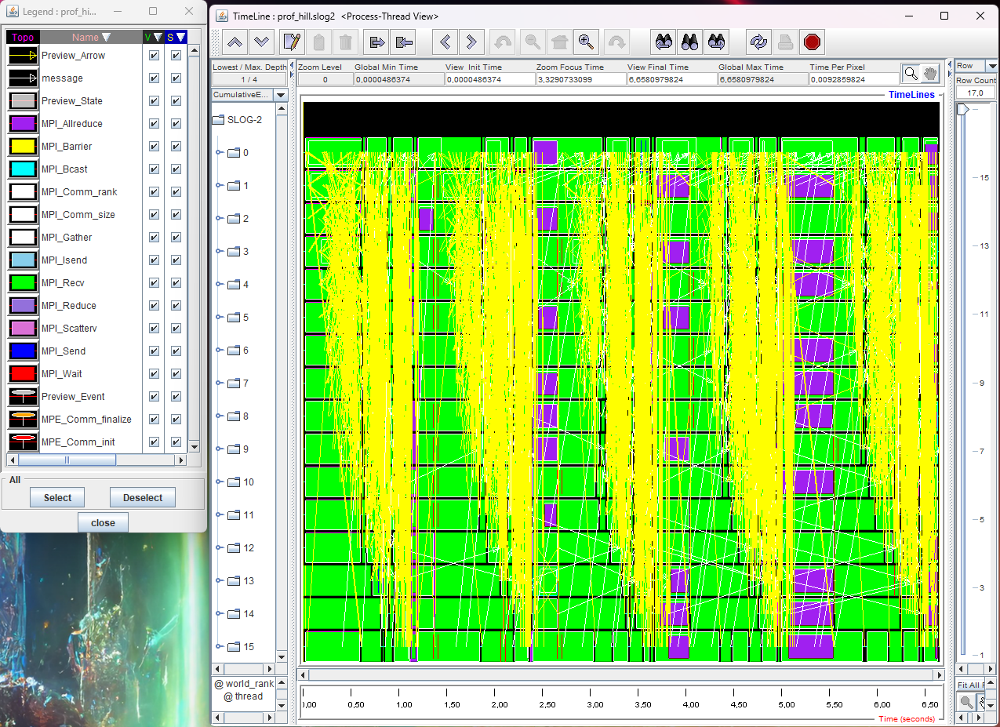 Legend : prof_hi...
Topo Name V S
Preview_Arrow
message
Preview_State
MPI_Allreduce
MPI_Barrier
MPI_Bcast
MPI_Comm_rank
MPI_Comm_size
MPI_Gather
MPI_Isend
MPI_Recv
MPI_Reduce
MPI_Scatterv
MPI_Send
MPI_Wait
Preview_Event
MPE_Comm_finalize
MPE_Comm_init
All
Select Deselect
close
TimeLine : prof_hill.slog2 <Process-Thread View>
Lowest / Max. Depth Zoom Level Global Min Time View Init Time Zoom Focus Time View Final Time Global Max Time Time Per Pixel
1 / 4 0 0,0000486374 0,0000486374 3,3290733099 6,6580979824 6,6580979824 0,0092859824
CumulativeE...
TimeLines
SLOG-2
0
1
2
3
4
5
6
7
8
9
10
11
12
13
14
15
@ world_rank
@ thread
0,00 0,50 1,00 1,50 2,00 2,50 3,00 3,50 4,00 4,50 5,00 5,50 6,00 6,50
Time (seconds)
Row
Row Count
17,0
15
13
11
9
7
5
3
1
Fit All